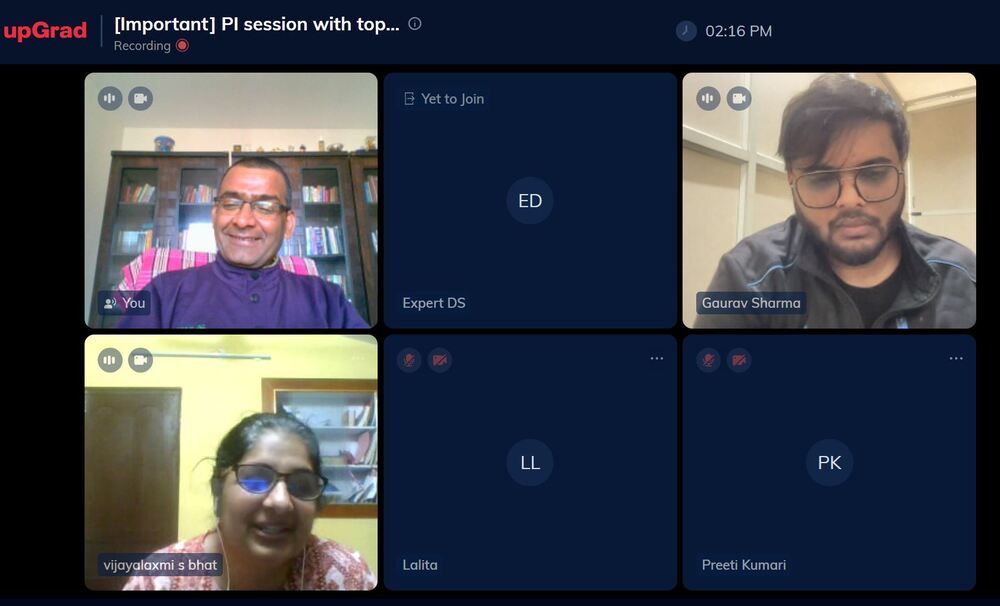 upGrad
[Important] PI session with top...
Recording
02:16 PM
You
ED
Yet to Join
Expert DS
Gaurav Sharma
vijayalaxmi s bhat
LL
Lalita
PK
Preeti Kumari